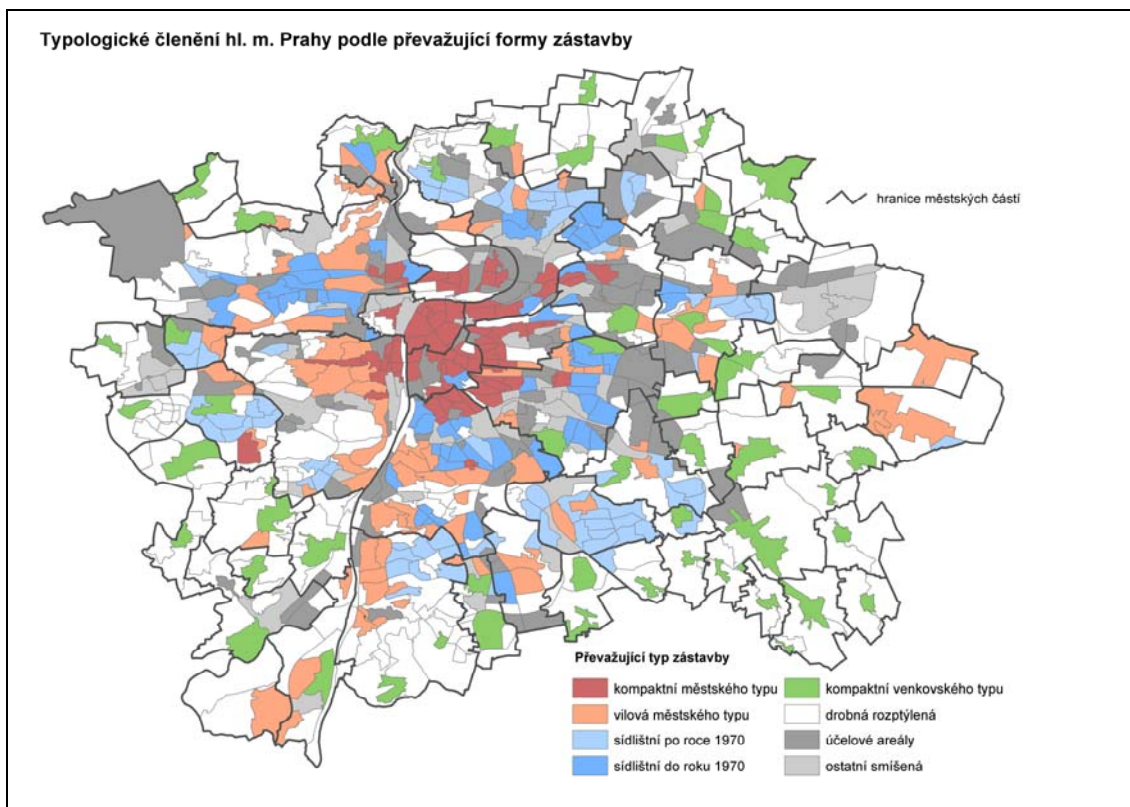 Typologické členění hl. m. Prahy podle převažující formy zástavby
hranice městských částí
Převažující typ zástavby
kompaktní městského typu
vilová městského typu
sídlištní po roce 1970
sídlištní do roku 1970
kompaktní venkovského typu
drobná rozptýlená
účelové areály
ostatní smíšená